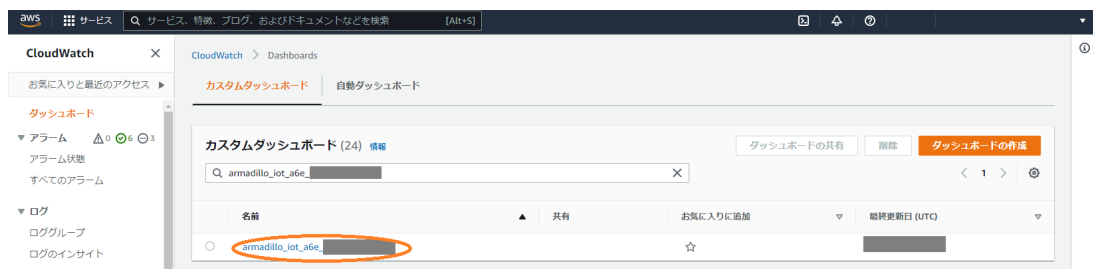 aws サービス サービス、特徴、ブログ、およびドキュメントなどを検索 [Alt+S]
CloudWatch
お気に入りと最近のアクセス
ダッシュボード
アラーム 0 6 3
アラーム状態
すべてのアラーム
ログ
ロググループ
ログのインサイト
CloudWatch > Dashboards
カスタムダッシュボード 自動ダッシュボード
カスタムダッシュボード (24) 情報 ダッシュボードの共有 削除 ダッシュボードの作成
armadillo_iot_a6e_ < 1 >
名前 共有 お気に入りに追加 最終更新日 (UTC)
armadillo_iot_a6e_